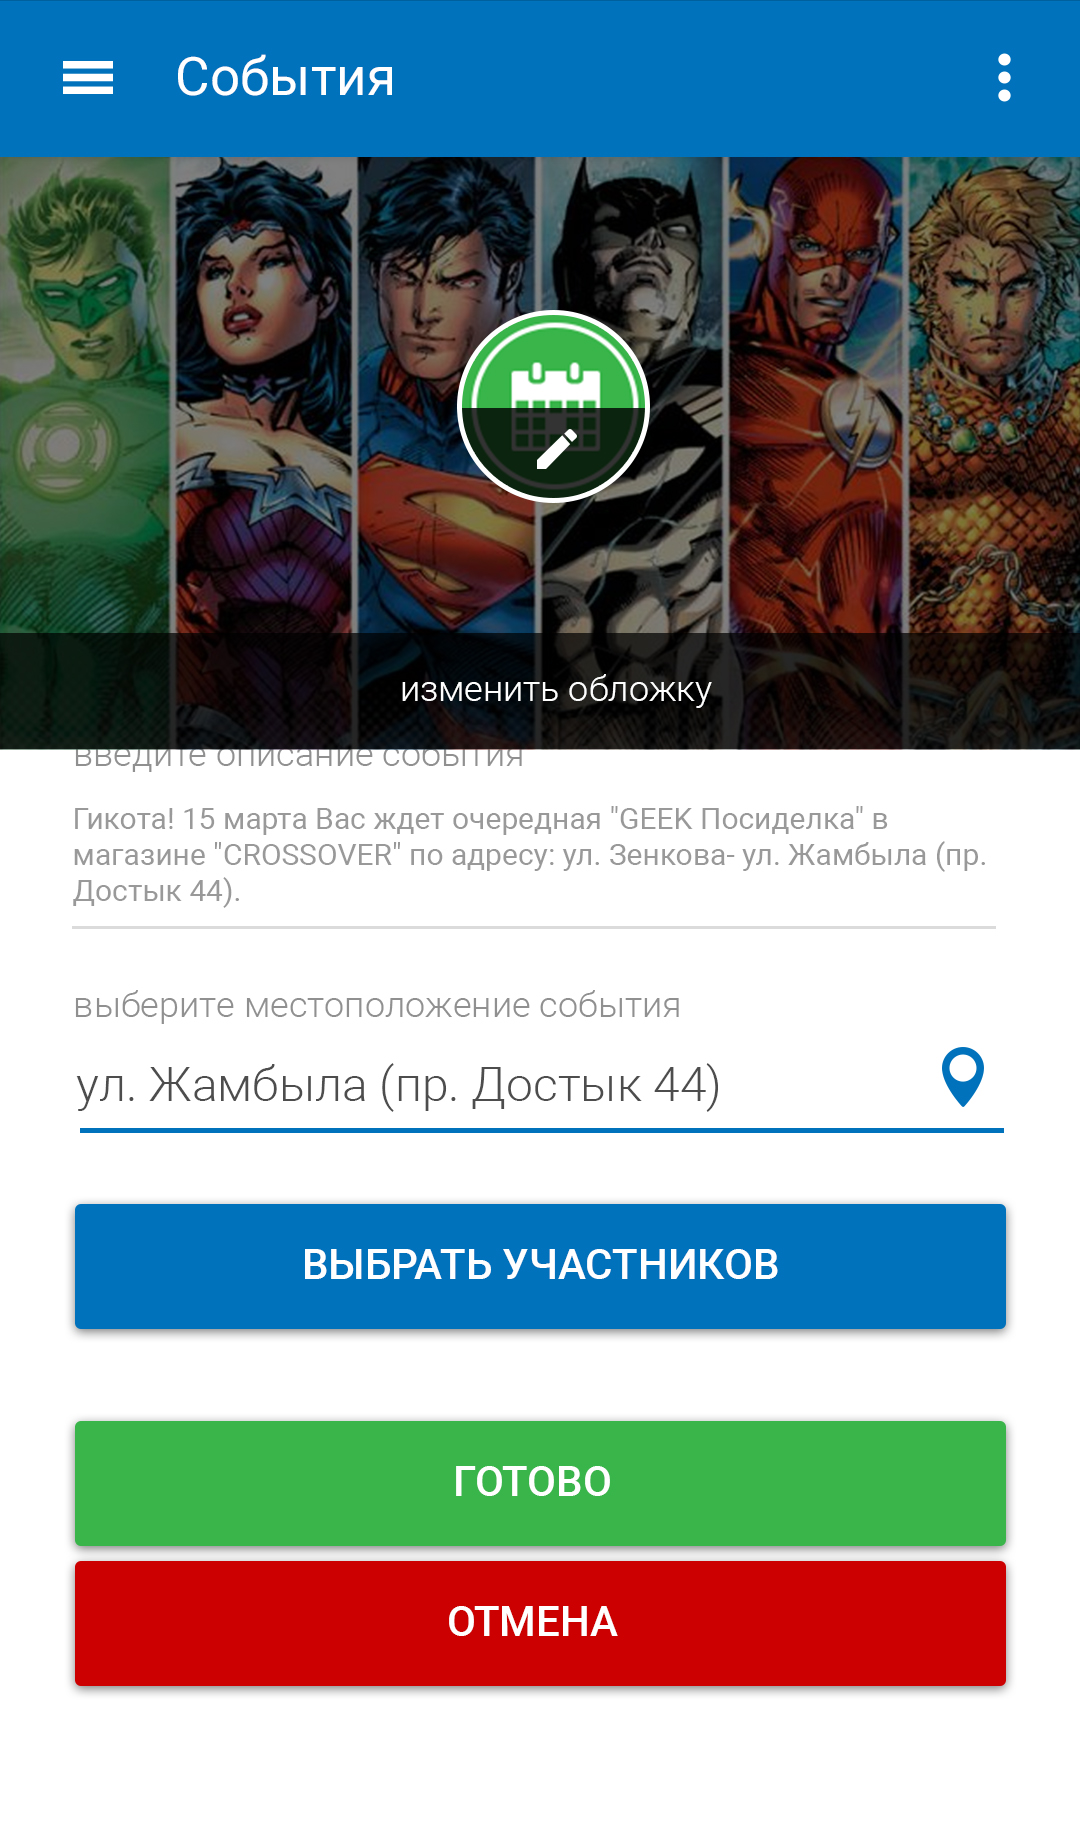 События
изменить обложку
введите описание события
Гикота! 15 марта Вас ждет очередная "GEEK Посиделка" в
магазине "CROSSOVER" по адресу: ул. Зенкова- ул. Жамбыла (пр.
Достык 44).
выберите местоположение события
ул. Жамбыла (пр. Достык 44)
ВЫБРАТЬ УЧАСТНИКОВ
ГОТОВО
ОТМЕНА